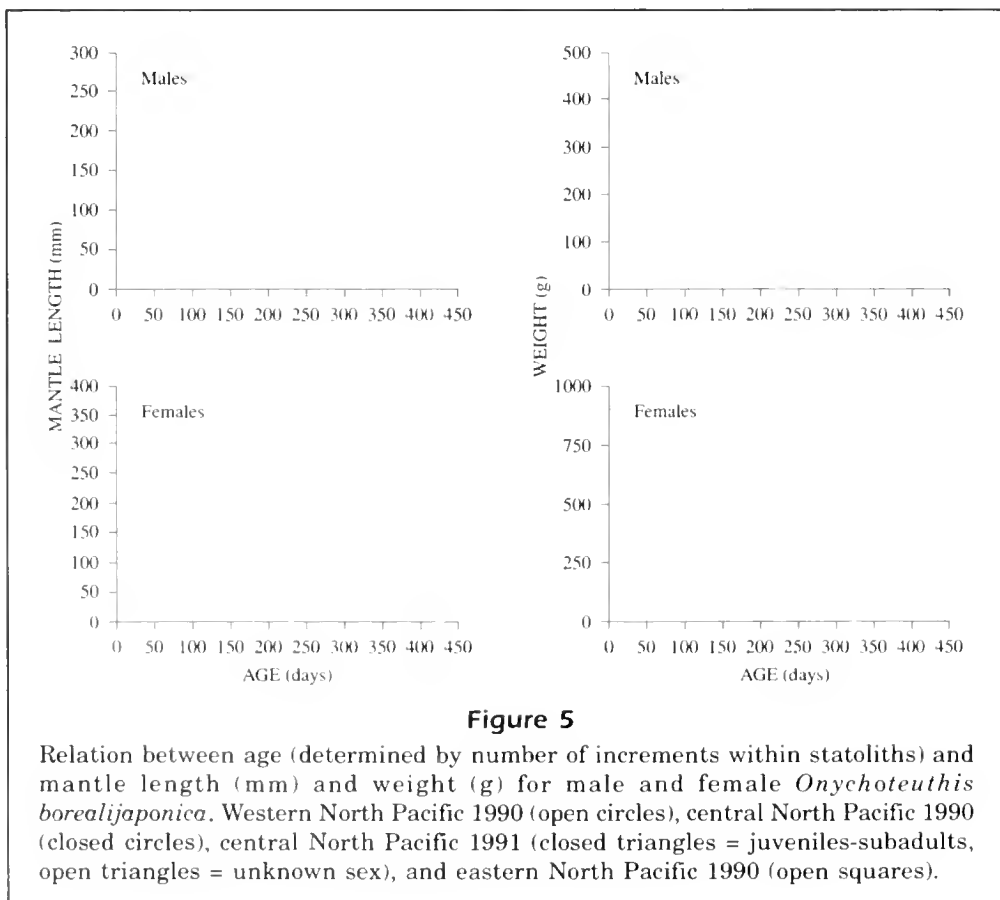 300
250
200
150
100
50
0
Males
0 50 100 150 200 250 300 350 400 450
MANTLE LENGTH (mm)
400
350
300
250
200
150
100
50
0
Females
0 50 100 150 200 250 300 350 400 450
AGE (days)
500
400
300
200
100
0
Males
0 50 100 150 200 250 300 350 400 450
WEIGHT (g)
1000
750
500
250
0
Females
0 50 100 150 200 250 300 350 400 450
AGE (days)
Figure 5
Relation between age (determined by number of increments within statoliths) and
mantle length (mm) and weight (g) for male and female Onychoteuthis
borealijaponica. Western North Pacific 1990 (open circles), central North Pacific 1990
(closed circles), central North Pacific 1991 (closed triangles = juveniles-subadults,
open triangles = unknown sex), and eastern North Pacific 1990 (open squares).